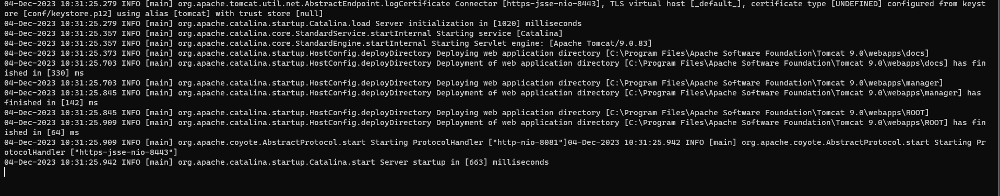 04-Dec-2023 10:31:25.279 INFO [main] org.apache.tomcat.util.net.AbstractEndpoint.logCertificate Connector [https-jsse-nio-8443], TLS virtual host [_default_], certificate type [UNDEFINED] configured from keyst
ore [conf/keystore.p12] using alias [tomcat] with trust store [null]
04-Dec-2023 10:31:25.279 INFO [main] org.apache.catalina.startup.Catalina.load Server initialization in [1020] milliseconds
04-Dec-2023 10:31:25.357 INFO [main] org.apache.catalina.core.StandardService.startInternal Starting service [Catalina]
04-Dec-2023 10:31:25.357 INFO [main] org.apache.catalina.core.StandardEngine.startInternal Starting Servlet engine: [Apache Tomcat/9.0.83]
04-Dec-2023 10:31:25.373 INFO [main] org.apache.catalina.startup.HostConfig.deployDirectory Deploying web application directory [C:\Program Files\Apache Software Foundation\Tomcat 9.0\webapps\docs]
04-Dec-2023 10:31:25.703 INFO [main] org.apache.catalina.startup.HostConfig.deployDirectory Deployment of web application directory [C:\Program Files\Apache Software Foundation\Tomcat 9.0\webapps\docs] has fin
ished in [330] ms
04-Dec-2023 10:31:25.703 INFO [main] org.apache.catalina.startup.HostConfig.deployDirectory Deploying web application directory [C:\Program Files\Apache Software Foundation\Tomcat 9.0\webapps\manager]
04-Dec-2023 10:31:25.845 INFO [main] org.apache.catalina.startup.HostConfig.deployDirectory Deployment of web application directory [C:\Program Files\Apache Software Foundation\Tomcat 9.0\webapps\manager] has
finished in [142] ms
04-Dec-2023 10:31:25.845 INFO [main] org.apache.catalina.startup.HostConfig.deployDirectory Deploying web application directory [C:\Program Files\Apache Software Foundation\Tomcat 9.0\webapps\ROOT]
04-Dec-2023 10:31:25.909 INFO [main] org.apache.catalina.startup.HostConfig.deployDirectory Deployment of web application directory [C:\Program Files\Apache Software Foundation\Tomcat 9.0\webapps\ROOT] has fin
ished in [64] ms
04-Dec-2023 10:31:25.909 INFO [main] org.apache.coyote.AbstractProtocol.start Starting ProtocolHandler ["http-nio-8081"]04-Dec-2023 10:31:25.942 INFO [main] org.apache.coyote.AbstractProtocol.start Starting Pr
otocolHandler ["https-jsse-nio-8443"]
04-Dec-2023 10:31:25.942 INFO [main] org.apache.catalina.startup.Catalina.start Server startup in [663] milliseconds